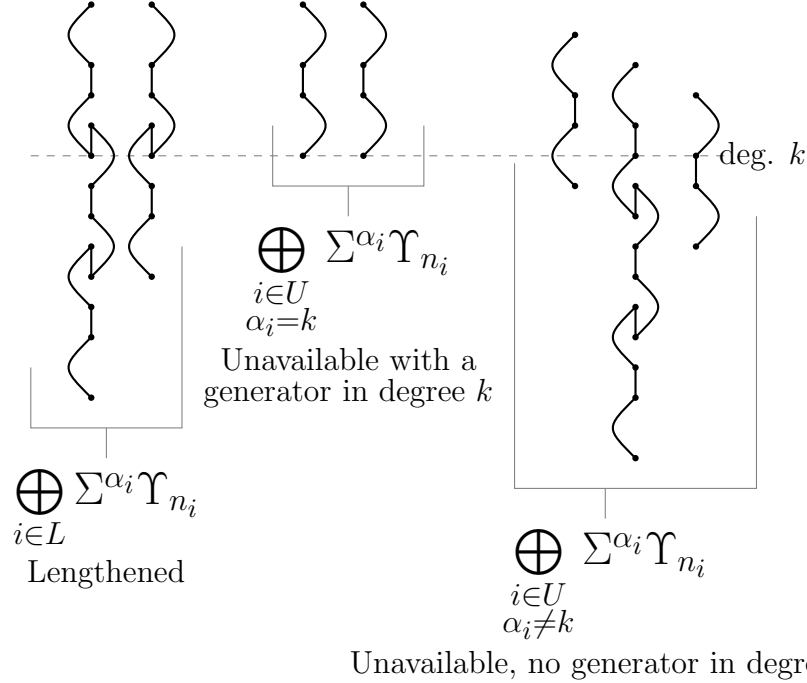 deg. k
⊕ Σ^{α_i} Υ_{n_i}
i∈U
α_i=k
Unavailable with a
generator in degree k
⊕ Σ^{α_i} Υ_{n_i}
i∈L
Lengthened
⊕ Σ^{α_i} Υ_{n_i}
i∈U
α_i≠k
Unavailable, no generator in degre